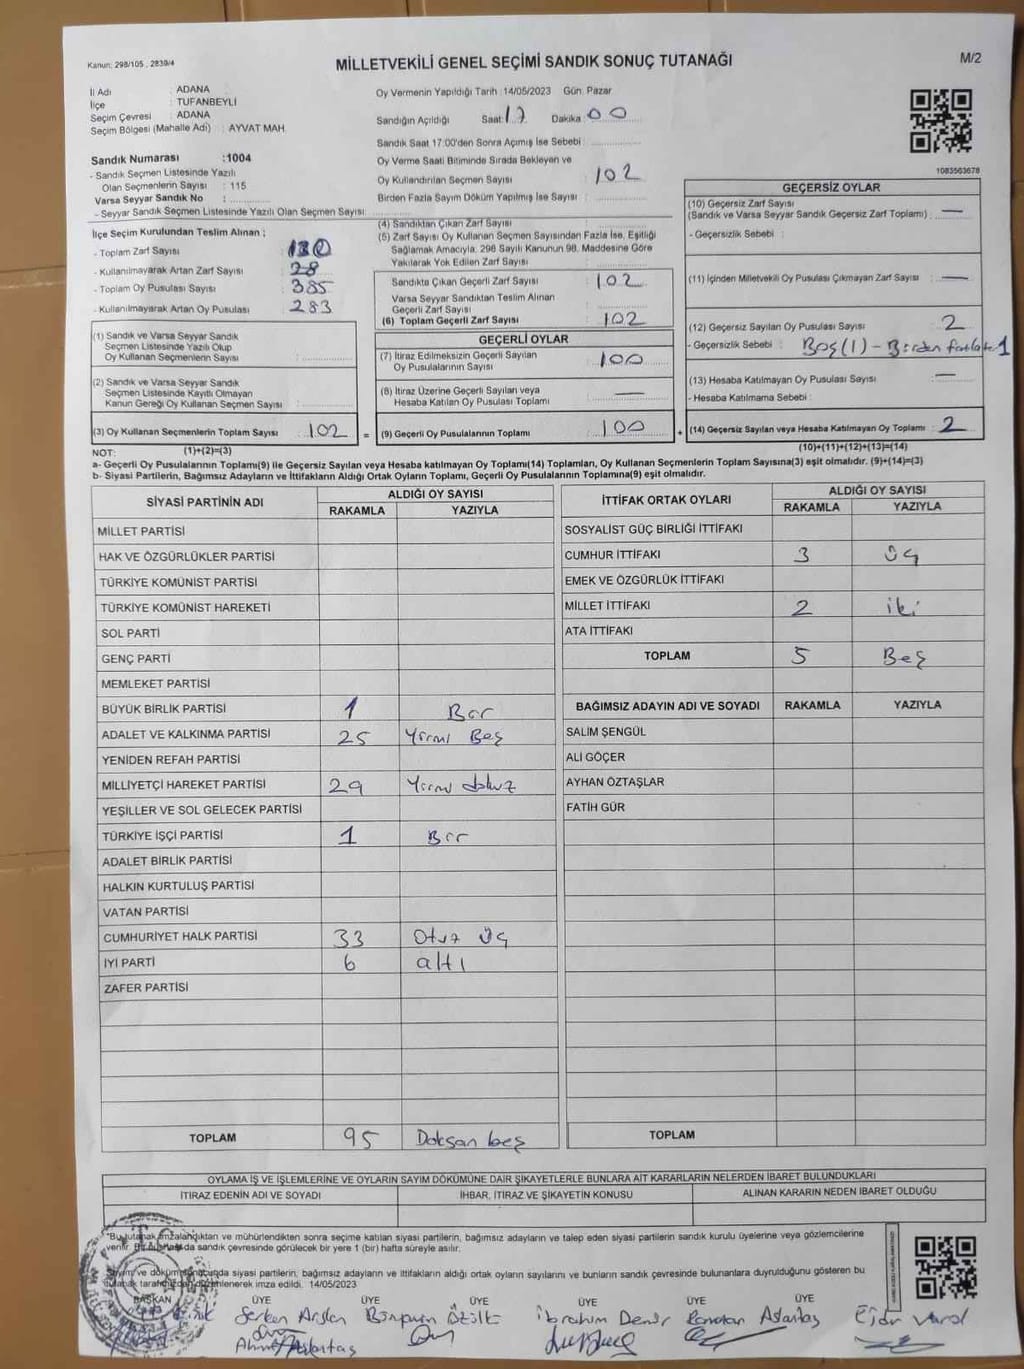 Kanun: 298/105, 2839/4
MİLLETVEKİLİ GENEL SEÇİMİ SANDIK SONUÇ TUTANAĞI
M/2
İl Adı : ADANA
İlçe : TUFANBEYLİ
Seçim Çevresi : ADANA
Seçim Bölgesi (Mahalle Adı) : AYVAT MAH.
Sandık Numarası :1004
- Sandık Seçmen Listesinde Yazılı
Olan Seçmenlerin Sayısı : 115
Varsa Seyyar Sandık No :
- Seyyar Sandık Seçmen Listesinde Yazılı Olan Seçmen Sayısı:
Oy Vermenin Yapıldığı Tarih :14/05/2023 Gün: Pazar
Sandığın Açıldığı Saat: 17 Dakika: 00
Sandık Saat 17:00'den Sonra Açımış İse Sebebi :
Oy Verme Saati Bitiminde Sırada Bekleyen ve
Oy Kullandırılan Seçmen Sayısı : 102
Birden Fazla Sayım Döküm Yapılmış İse Sayısı :
1083563678
İlçe Seçim Kurulundan Teslim Alınan ;
- Toplam Zarf Sayısı : 130
- Kullanılmayarak Artan Zarf Sayısı : 28
- Toplam Oy Pusulası Sayısı : 385
- Kullanılmayarak Artan Oy Pusulası : 283
(1) Sandık ve Varsa Seyyar Sandık
Seçmen Listesinde Yazılı Olup
Oy Kullanan Seçmenlerin Sayısı :
(2) Sandık ve Varsa Seyyar Sandık
Seçmen Listesinde Kayıtlı Olmayan
Kanun Gereği Oy Kullanan Seçmen Sayısı :
(3) Oy Kullanan Seçmenlerin Toplam Sayısı : 102 =
(4) Sandıktan Çıkan Zarf Sayısı :
(5) Zarf Sayısı Oy Kullanan Seçmen Sayısından Fazla İse, Eşitliği
Sağlamak Amacıyla, 298 Sayılı Kanunun 98. Maddesine Göre
Yakılarak Yok Edilen Zarf Sayısı :
Sandıkta Çıkan Geçerli Zarf Sayısı : 102
Varsa Seyyar Sandıktan Teslim Alınan
Geçerli Zarf Sayısı :
(6) Toplam Geçerli Zarf Sayısı : 102
GEÇERLİ OYLAR
(7) İtiraz Edilmeksizin Geçerli Sayılan
Oy Pusulalarının Sayısı : 100
(8) İtiraz Üzerine Geçerli Sayılan veya
Hesaba Katılan Oy Pusulası Toplamı : —
(9) Geçerli Oy Pusulalarının Toplamı : 100 +
GEÇERSİZ OYLAR
(10) Geçersiz Zarf Sayısı
(Sandık ve Varsa Seyyar Sandık Geçersiz Zarf Toplamı) : —
- Geçersizlik Sebebi :
(11) İçinden Milletvekili Oy Pusulası Çıkmayan Zarf Sayısı : —
(12) Geçersiz Sayılan Oy Pusulası Sayısı : 2
- Geçersizlik Sebebi : Boş (1) - Birden fazla: 1
(13) Hesaba Katılmayan Oy Pusulası Sayısı : —
- Hesaba Katılmama Sebebi :
(14) Geçersiz Sayılan veya Hesaba Katılmayan Oy Toplamı : 2
NOT: (1)+(2)=(3) (10)+(11)+(12)+(13)=(14)
a- Geçerli Oy Pusulalarının Toplamı(9) ile Geçersiz Sayılan veya Hesaba katılmayan Oy Toplamı(14) Toplamları, Oy Kullanan Seçmenlerin Toplam Sayısına(3) eşit olmalıdır. (9)+(14)=(3)
b- Siyasi Partilerin, Bağımsız Adayların ve İttifakların Aldığı Oyların Toplamı, Geçerli Oy Pusulalarının Toplamına(9) eşit olmalıdır.
SİYASİ PARTİNİN ADI ALDIĞI OY SAYISI
RAKAMLA YAZIYLA
MİLLET PARTİSİ
HAK VE ÖZGÜRLÜKLER PARTİSİ
TÜRKİYE KOMÜNİST PARTİSİ
TÜRKİYE KOMÜNİST HAREKETİ
SOL PARTİ
GENÇ PARTİ
MEMLEKET PARTİSİ
BÜYÜK BİRLİK PARTİSİ 1 Bir
ADALET VE KALKINMA PARTİSİ 25 Yirmi Beş
YENİDEN REFAH PARTİSİ
MİLLİYETÇİ HAREKET PARTİSİ 29 Yirmi dokuz
YEŞİLLER VE SOL GELECEK PARTİSİ
TÜRKİYE İŞÇİ PARTİSİ 1 Bir
ADALET BİRLİK PARTİSİ
HALKIN KURTULUŞ PARTİSİ
VATAN PARTİSİ
CUMHURİYET HALK PARTİSİ 33 Otuz üç
İYİ PARTİ 6 altı
ZAFER PARTİSİ
TOPLAM 95 Doksan beş
İTTİFAK ORTAK OYLARI ALDIĞI OY SAYISI
RAKAMLA YAZIYLA
SOSYALİST GÜÇ BİRLİĞİ İTTİFAKI
CUMHUR İTTİFAKI 3 üç
EMEK VE ÖZGÜRLÜK İTTİFAKI
MİLLET İTTİFAKI 2 iki
ATA İTTİFAKI
TOPLAM 5 Beş
BAĞIMSIZ ADAYIN ADI VE SOYADI RAKAMLA YAZIYLA
SALİM ŞENGÜL
ALİ GÖÇER
AYHAN ÖZTAŞLAR
FATİH GÜR
TOPLAM
OYLAMA İŞ VE İŞLEMLERİNE VE OYLARIN SAYIM DÖKÜMÜNE DAİR ŞİKAYETLERLE BUNLARA AİT KARARLARIN NELERDEN İBARET BULUNDUKLARI
İTİRAZ EDENİN ADI VE SOYADI İHBAR, İTİRAZ VE ŞİKAYETİN KONUSU ALINAN KARARIN NEDEN İBARET OLDUĞU
*Bu tutanak imzalandıktan ve mühürlendikten sonra seçime katılan siyasi partilerin, bağımsız adayların ve talep eden siyasi partilerin sandık kurulu üyelerine veya gözlemcilerine
verilir. Bir da sandık çevresinde görülecek bir yere 1 (bir) hafta süreyle asılır.
Sayım ve döküm sonucunda siyasi partilerin, bağımsız adayların ve ittifakların aldığı ortak oyların sayılarını ve bunların sandık çevresinde bulunanlara duyrulduğunu gösteren bu
tutanak tarafımızdan düzenlenerek imza edildi. 14/05/2023
BAŞKAN ÜYE ÜYE ÜYE ÜYE ÜYE ÜYE
Serkan Arslan İbrahim Demir Ramazan
Ahmet